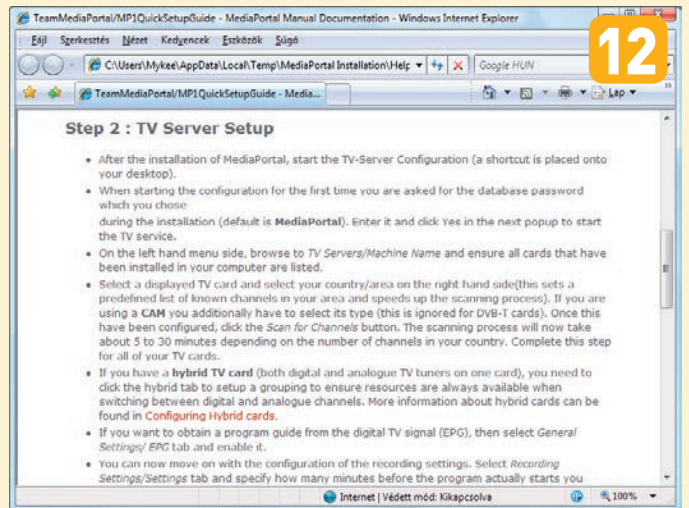 TeamMediaPortal/MP1QuickSetupGuide - MediaPortal Manual Documentation - Windows Internet Explorer
12
Fájl Szerkesztés Nézet Kedvencek Eszközök Súgó
C:\Users\Mykee\AppData\Local\Temp\MediaPortal Installation\Help
Google HUN
TeamMediaPortal/MP1QuickSetupGuide - Media...
Lap
Step 2 : TV Server Setup
• After the installation of MediaPortal, start the TV-Server Configuration (a shortcut is placed onto
your desktop).
• When starting the configuration for the first time you are asked for the database password
which you chose
during the installation (default is MediaPortal). Enter it and click Yes in the next popup to start
the TV service.
• On the left hand menu side, browse to TV Servers/Machine Name and ensure all cards that have
been installed in your computer are listed.
• Select a displayed TV card and select your country/area on the right hand side(this sets a
predefined list of known channels in your area and speeds up the scanning process). If you are
using a CAM you additionally have to select its type (this is ignored for DVB-T cards). Once this
have been configured, click the Scan for Channels button. The scanning process will now take
about 5 to 30 minutes depending on the number of channels in your country. Complete this step
for all of your TV cards.
• If you have a hybrid TV card (both digital and analogue TV tuners on one card), you need to
click the hybrid tab to setup a grouping to ensure resources are always available when
switching between digital and analogue channels. More information about hybrid cards can be
found in Configuring Hybrid cards.
• If you want to obtain a program guide from the digital TV signal (EPG), then select General
Settings/ EPG tab and enable it.
• You can now move on with the configuration of the recording settings. Select Recording
Settings/Settings tab and specify how many minutes before the program actually starts you
Internet | Védett mód: Kikapcsolva
100%